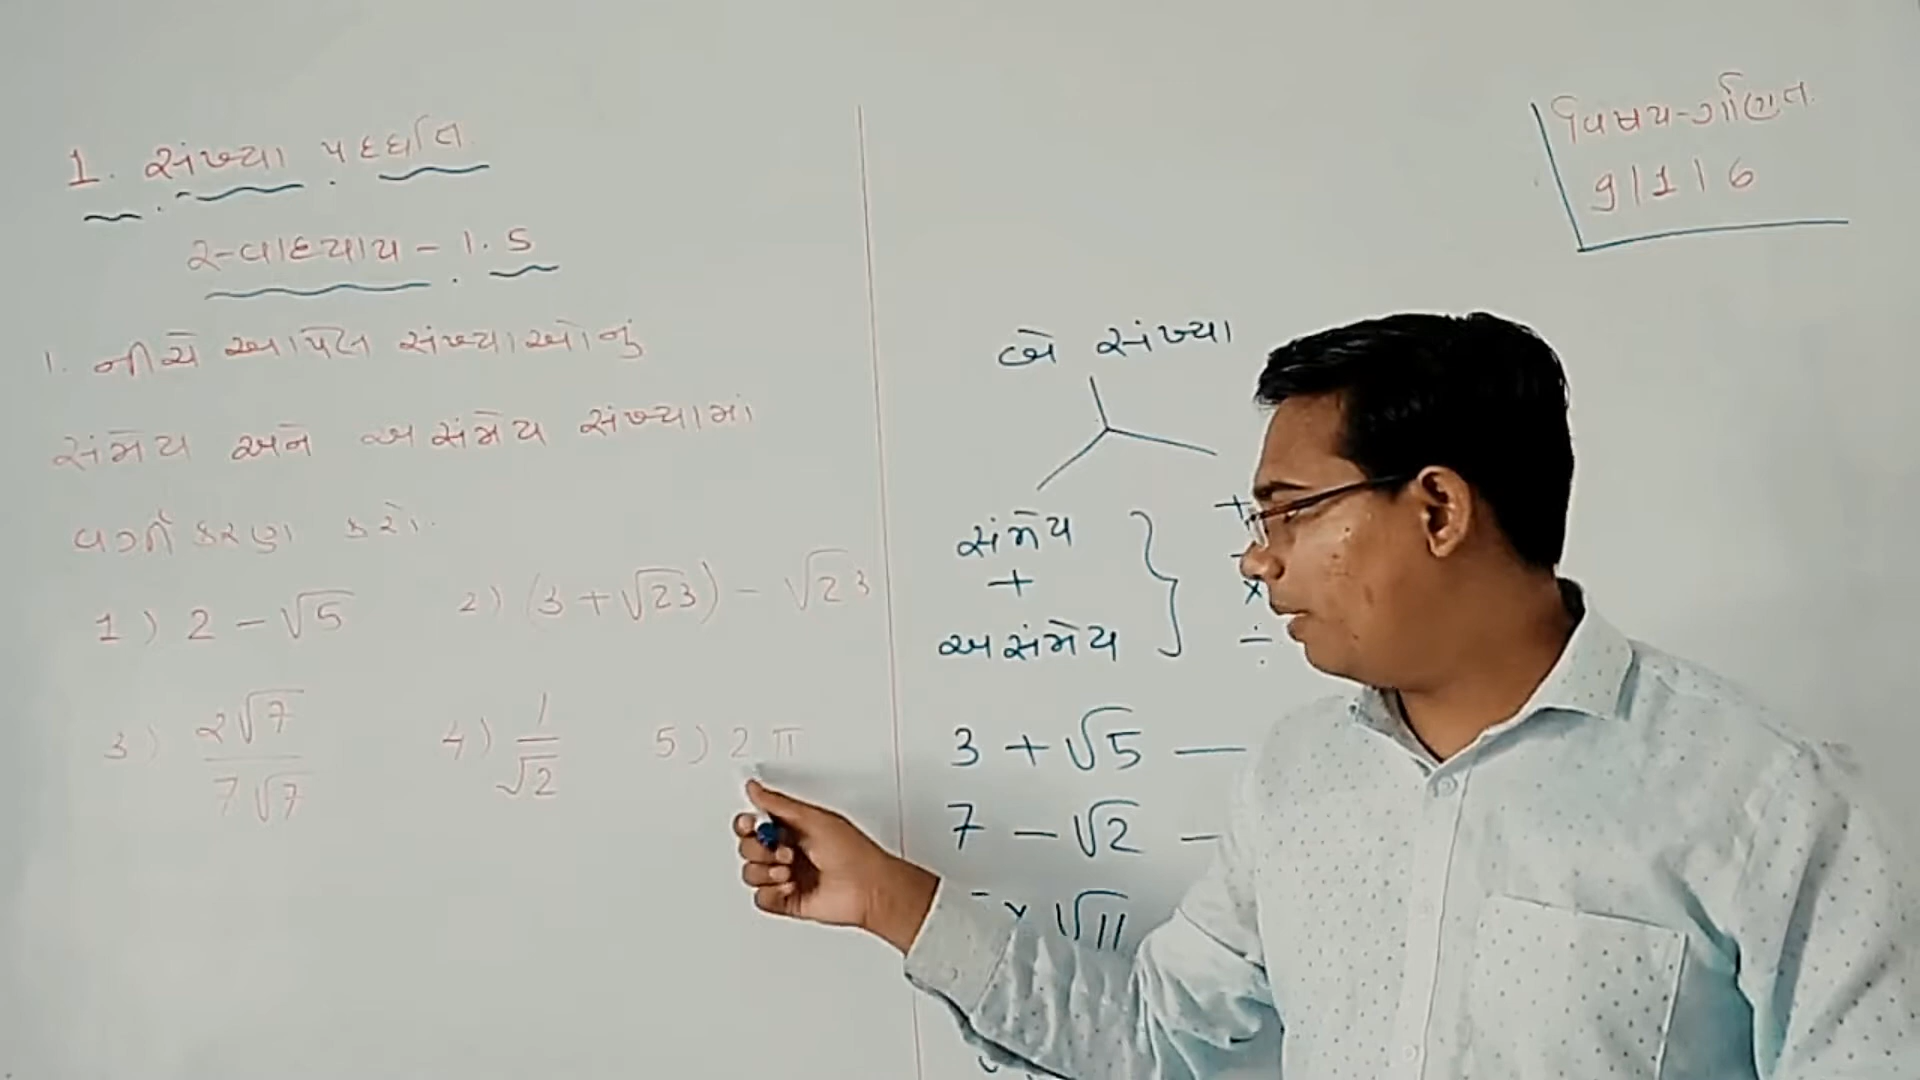 1. સંખ્યા પદ્ધતિ
સ્વાધ્યાય - 1.5
1. નીચે આપેલ સંખ્યાઓનું
સંમેય અને અસંમેય સંખ્યામાં
વર્ગીકરણ કરો.
1) 2 - √5
2) (3 + √23) - √23
3) 2√7 / 7√7
4) 1 / √2
5) 2π
વિષય-ગણિત
9/1/6
બે સંખ્યા
સંમેય
+
અસંમેય
+
×
÷
3 + √5 —
7 - √2 —
× √11